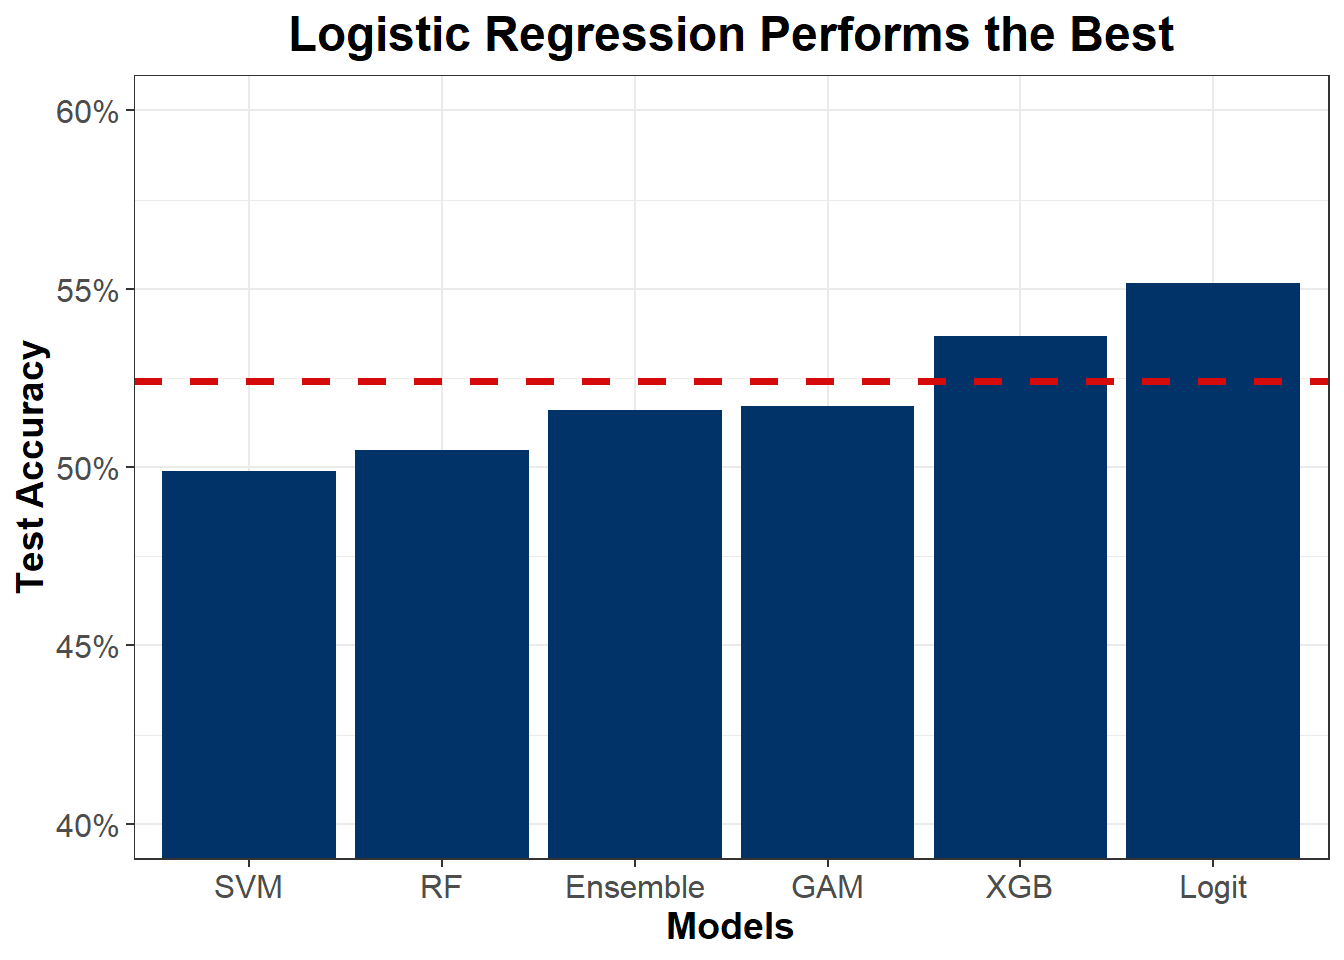 Logistic Regression Performs the Best
60%
55%
50%
45%
40%
Test Accuracy
SVM RF Ensemble GAM XGB Logit
Models